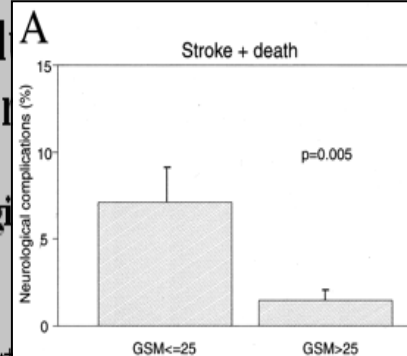 A
Stroke + death
Neurological complications (%)
15
10
5
0
p=0.005
GSM<=25
GSM>25